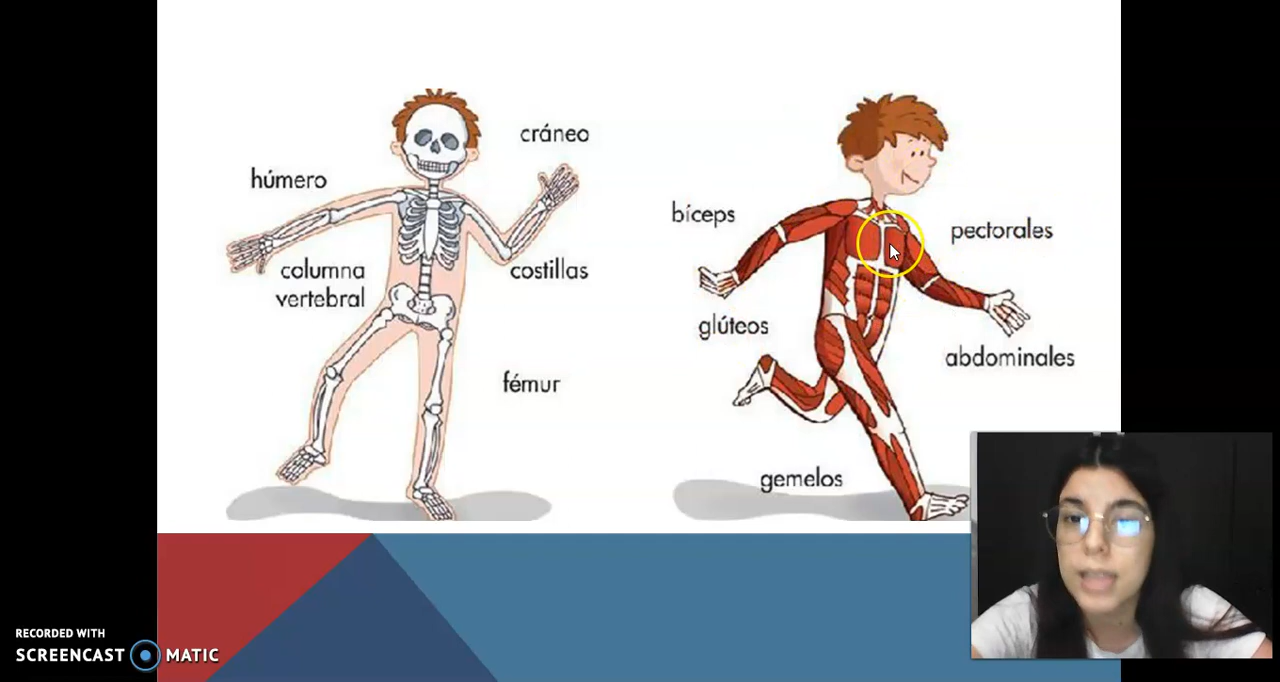 cráneo
húmero
columna
vertebral
costillas
fémur
bíceps
pectorales
glúteos
abdominales
gemelos
RECORDED WITH
SCREENCAST MATIC